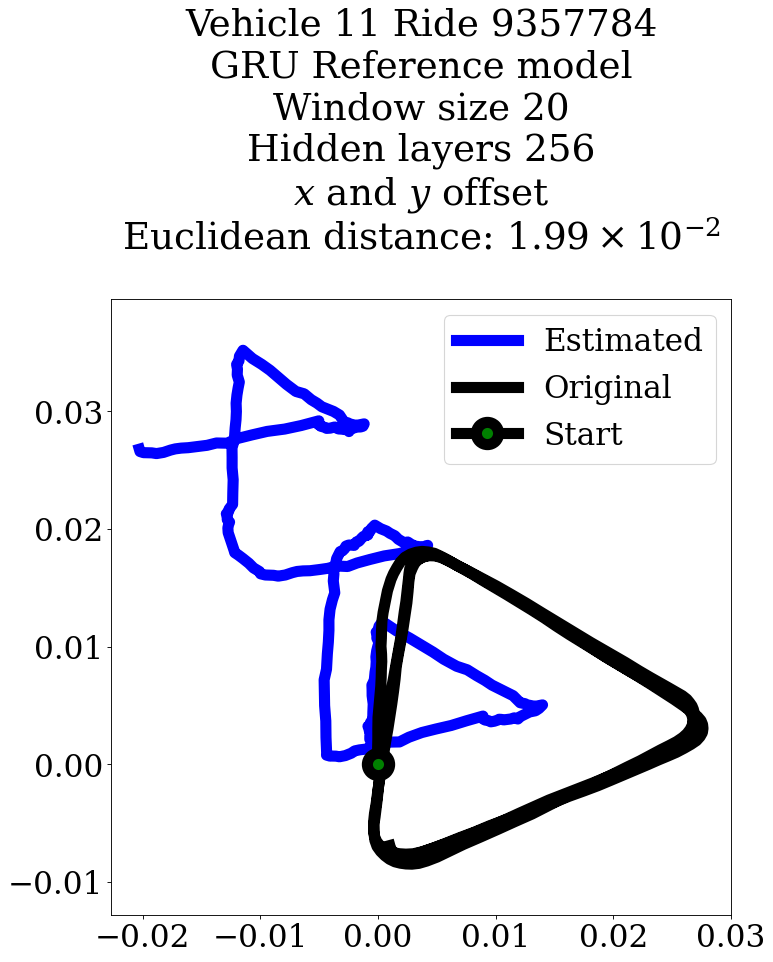 Vehicle 11 Ride 9357784
GRU Reference model
Window size 20
Hidden layers 256
x and y offset
Euclidean distance: 1.99 × 10⁻²
Estimated
Original
Start
0.03
0.02
0.01
0.00
−0.01
−0.02 −0.01 0.00 0.01 0.02 0.03